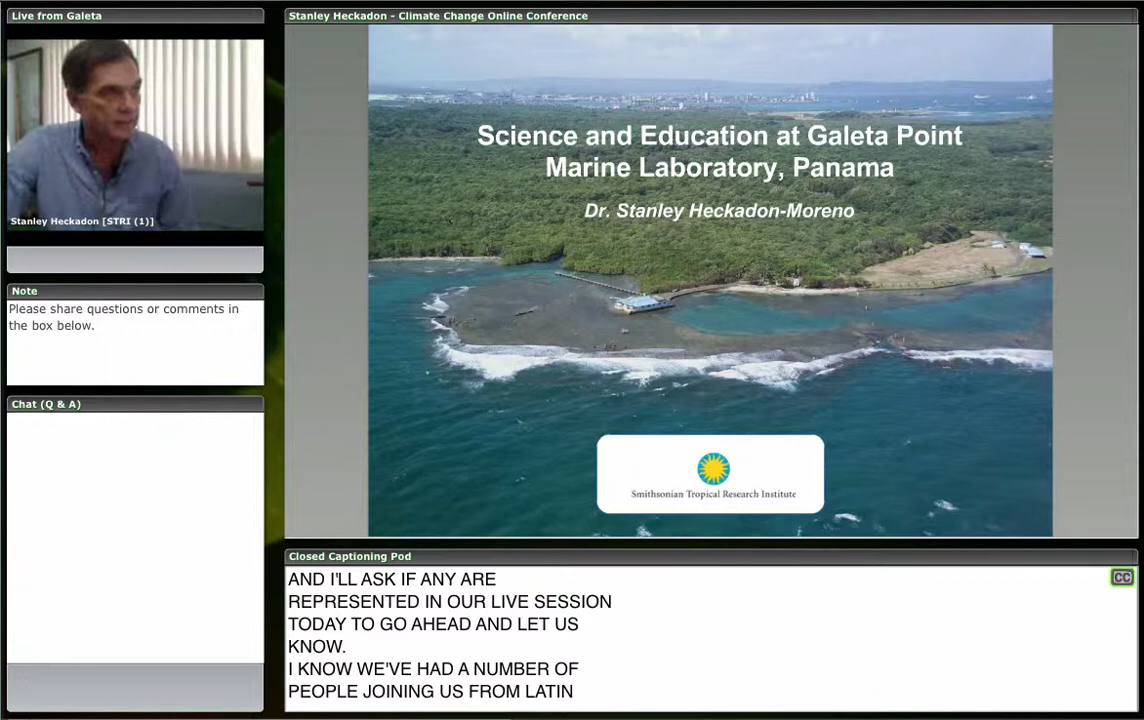 Live from Galeta
Stanley Heckadon [STRI (1)]
Note
Please share questions or comments in
the box below.
Chat (Q & A)
Stanley Heckadon - Climate Change Online Conference
Science and Education at Galeta Point
Marine Laboratory, Panama
Dr. Stanley Heckadon-Moreno
Smithsonian Tropical Research Institute
Closed Captioning Pod
CC
AND I'LL ASK IF ANY ARE
REPRESENTED IN OUR LIVE SESSION
TODAY TO GO AHEAD AND LET US
KNOW.
I KNOW WE'VE HAD A NUMBER OF
PEOPLE JOINING US FROM LATIN